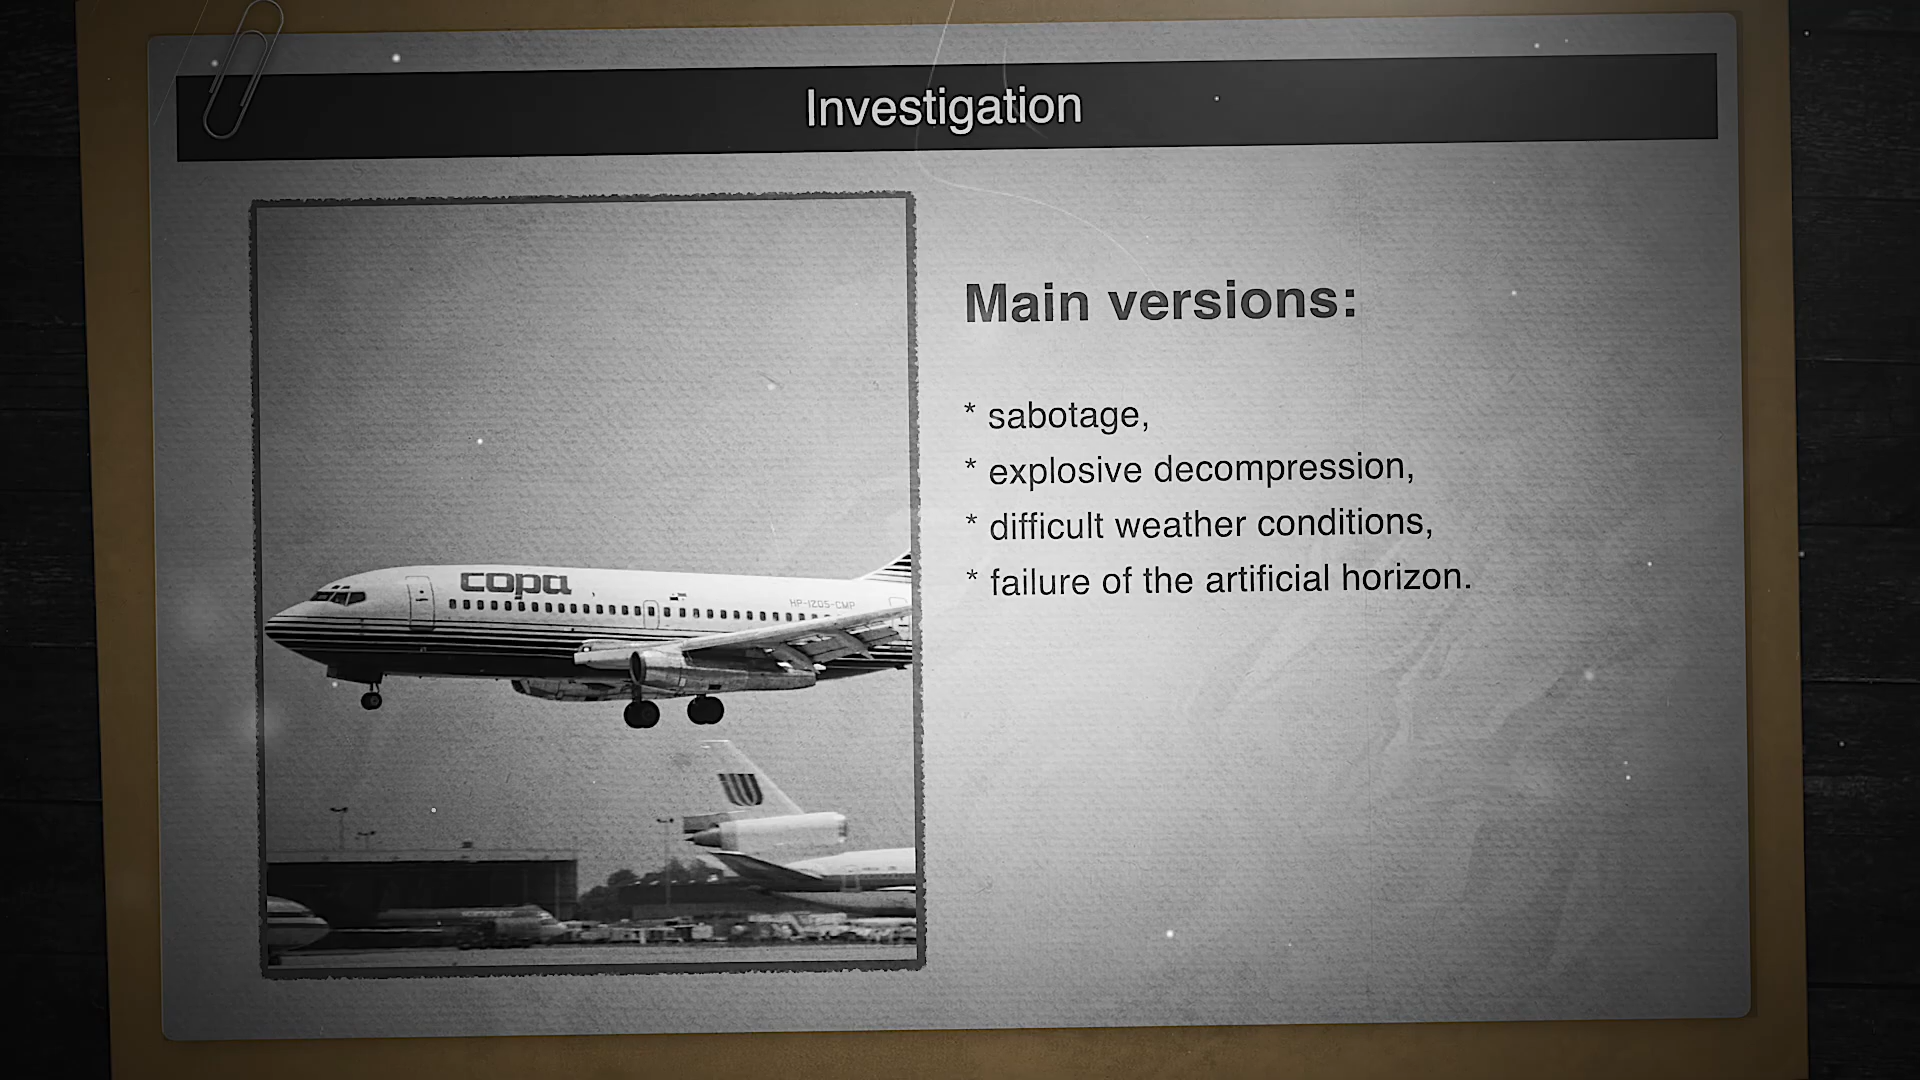 Investigation
copa
HP-1205-CMP
Main versions:
* sabotage,
* explosive decompression,
* difficult weather conditions,
* failure of the artificial horizon.